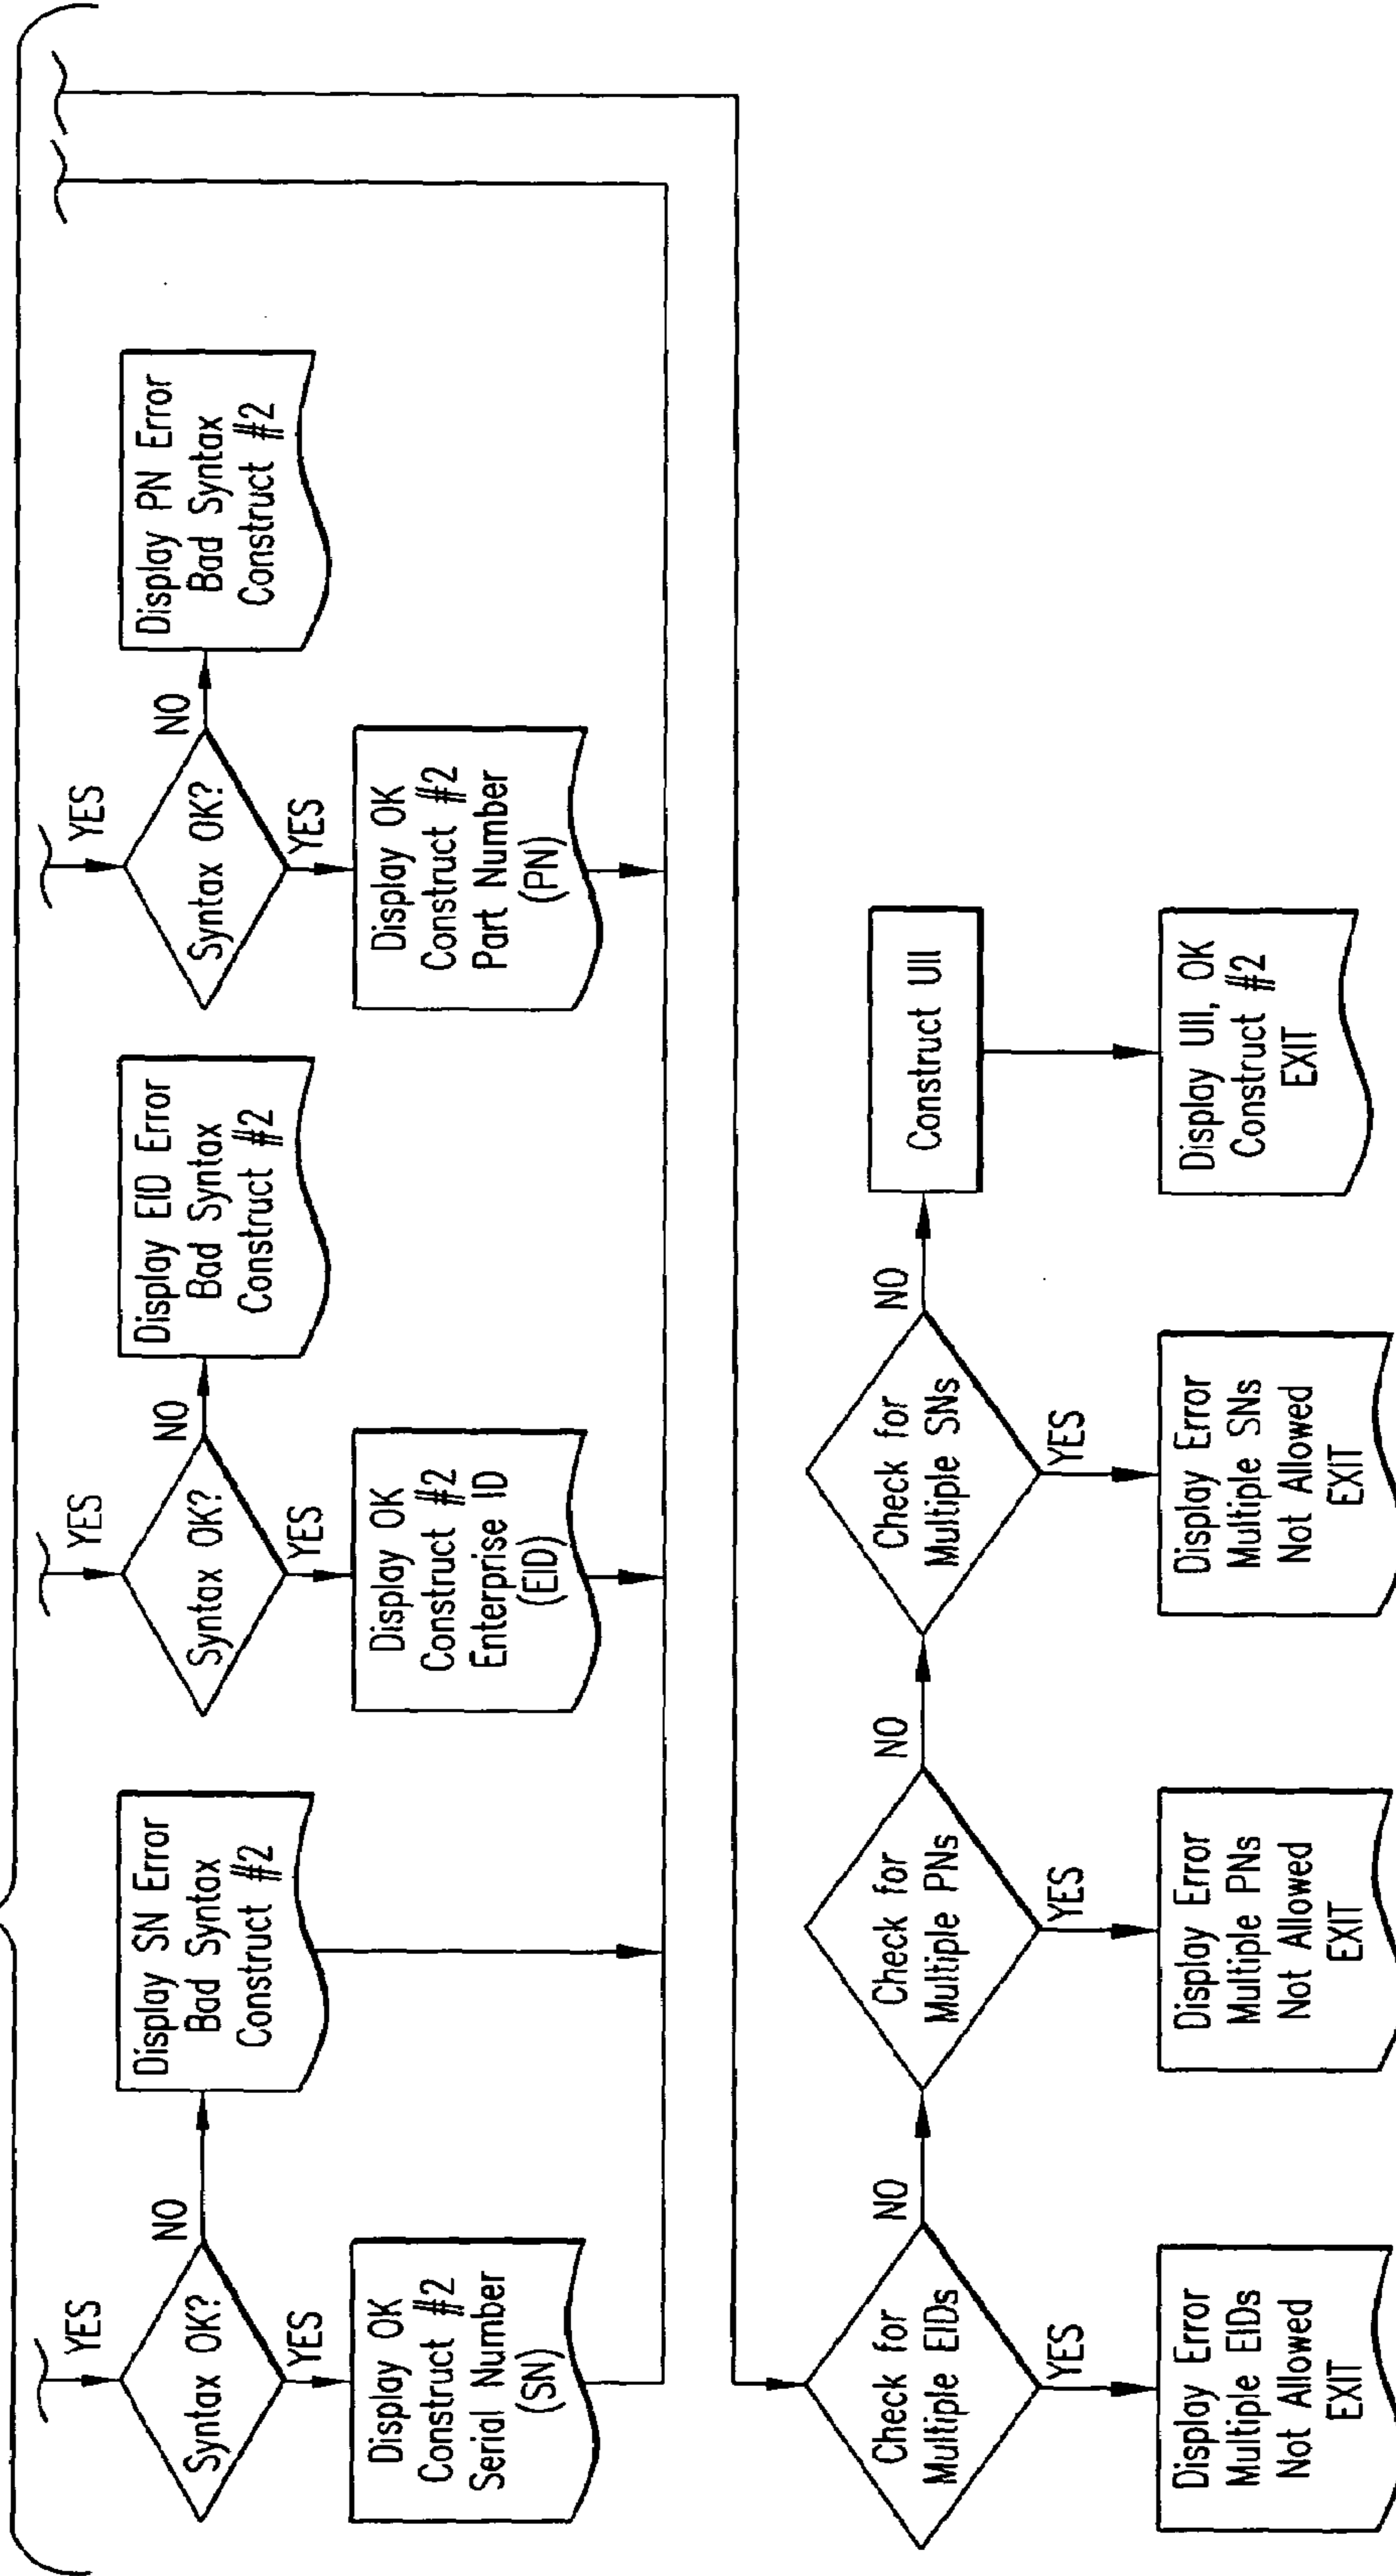 YES
Syntax OK?
NO
Display SN Error
Bad Syntax
Construct #2
YES
Display OK
Construct #2
Serial Number
(SN)
YES
Syntax OK?
NO
Display EID Error
Bad Syntax
Construct #2
YES
Display OK
Construct #2
Enterprise ID
(EID)
YES
Syntax OK?
NO
Display PN Error
Bad Syntax
Construct #2
YES
Display OK
Construct #2
Part Number
(PN)
Check for
Multiple EIDs
NO
YES
Display Error
Multiple EIDs
Not Allowed
EXIT
Check for
Multiple PNs
NO
YES
Display Error
Multiple PNs
Not Allowed
EXIT
Check for
Multiple SNs
NO
YES
Display Error
Multiple SNs
Not Allowed
EXIT
Construct UII
Display UII, OK
Construct #2
EXIT